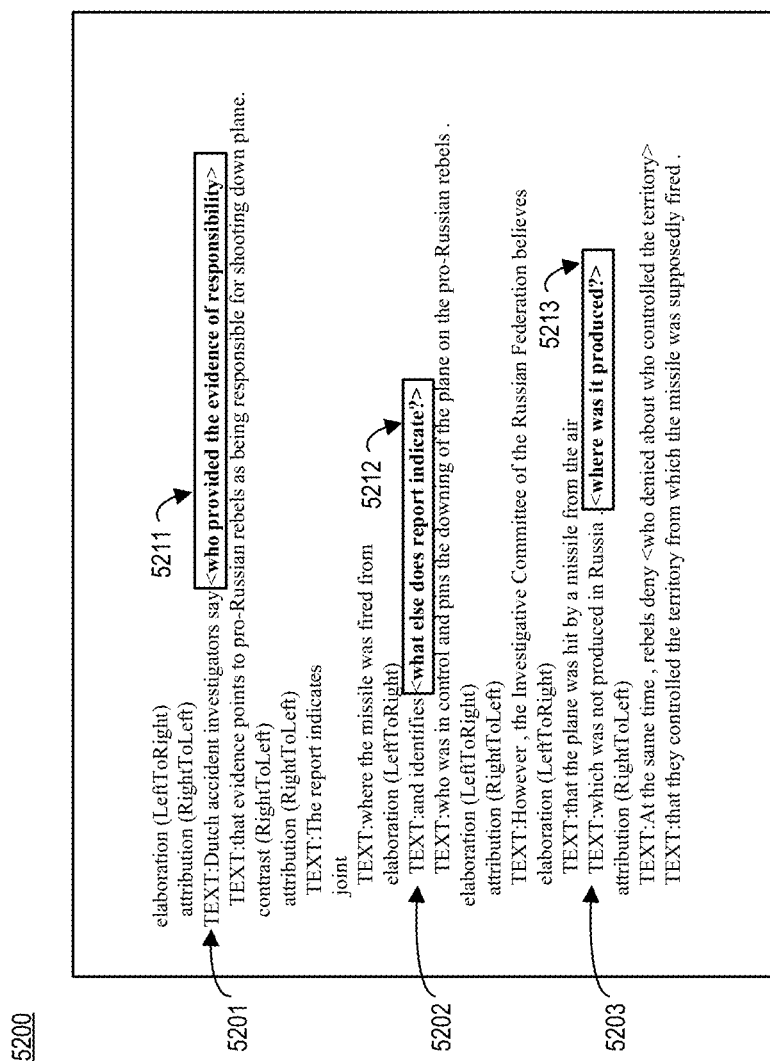 5200
5211
elaboration (LeftToRight)
attribution (RightToLeft)
5201
TEXT:Dutch accident investigators say <who provided the evidence of responsibility>
TEXT:that evidence points to pro-Russian rebels as being responsible for shooting down plane.
contrast (RightToLeft)
attribution (RightToLeft)
TEXT:The report indicates
joint
5212
TEXT:where the missile was fired from
elaboration (LeftToRight)
5202
TEXT:and identifies <what else does report indicate?>
TEXT:who was in control and pins the downing of the plane on the pro-Russian rebels .
elaboration (LeftToRight)
attribution (RightToLeft)
TEXT:However , the Investigative Committee of the Russian Federation believes
elaboration (LeftToRight)
5213
TEXT:that the plane was hit by a missile from the air
5203
TEXT:which was not produced in Russia . <where was it produced?>
attribution (RightToLeft)
TEXT:At the same time , rebels deny <who denied about who controlled the territory>
TEXT:that they controlled the territory from which the missile was supposedly fired .